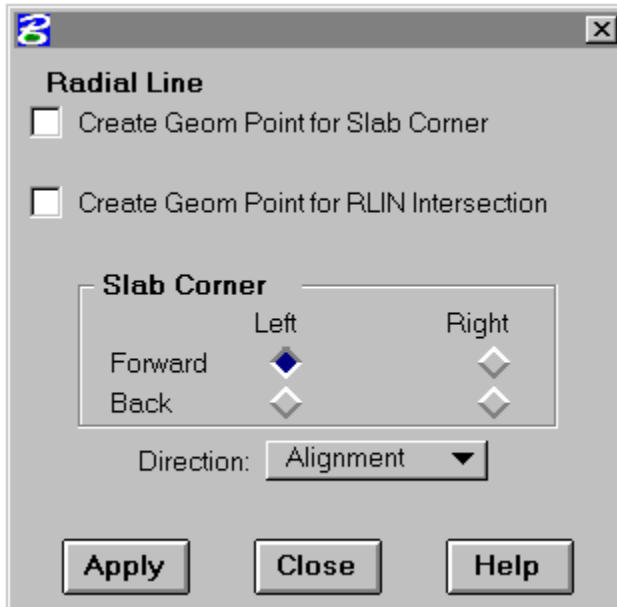 Radial Line
Create Geom Point for Slab Corner
Create Geom Point for RLIN Intersection
Slab Corner
Left Right
Forward
Back
Direction: Alignment
Apply Close Help